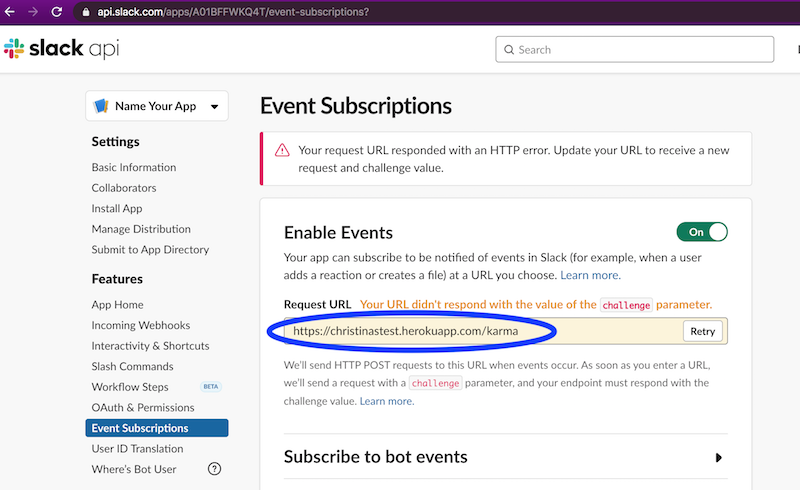 api.slack.com/apps/A01BFFWKQ4T/event-subscriptions?
slack api
Search
Name Your App
Settings
Basic Information
Collaborators
Install App
Manage Distribution
Submit to App Directory
Features
App Home
Incoming Webhooks
Interactivity & Shortcuts
Slash Commands
Workflow Steps BETA
OAuth & Permissions
Event Subscriptions
User ID Translation
Where's Bot User ?
Event Subscriptions
Your request URL responded with an HTTP error. Update your URL to receive a new
request and challenge value.
Enable Events
On
Your app can subscribe to be notified of events in Slack (for example, when a user
adds a reaction or creates a file) at a URL you choose. Learn more.
Request URL Your URL didn't respond with the value of the challenge parameter.
https://christinastest.herokuapp.com/karma
Retry
We'll send HTTP POST requests to this URL when events occur. As soon as you enter a URL,
we'll send a request with a challenge parameter, and your endpoint must respond with the
challenge value. Learn more.
Subscribe to bot events